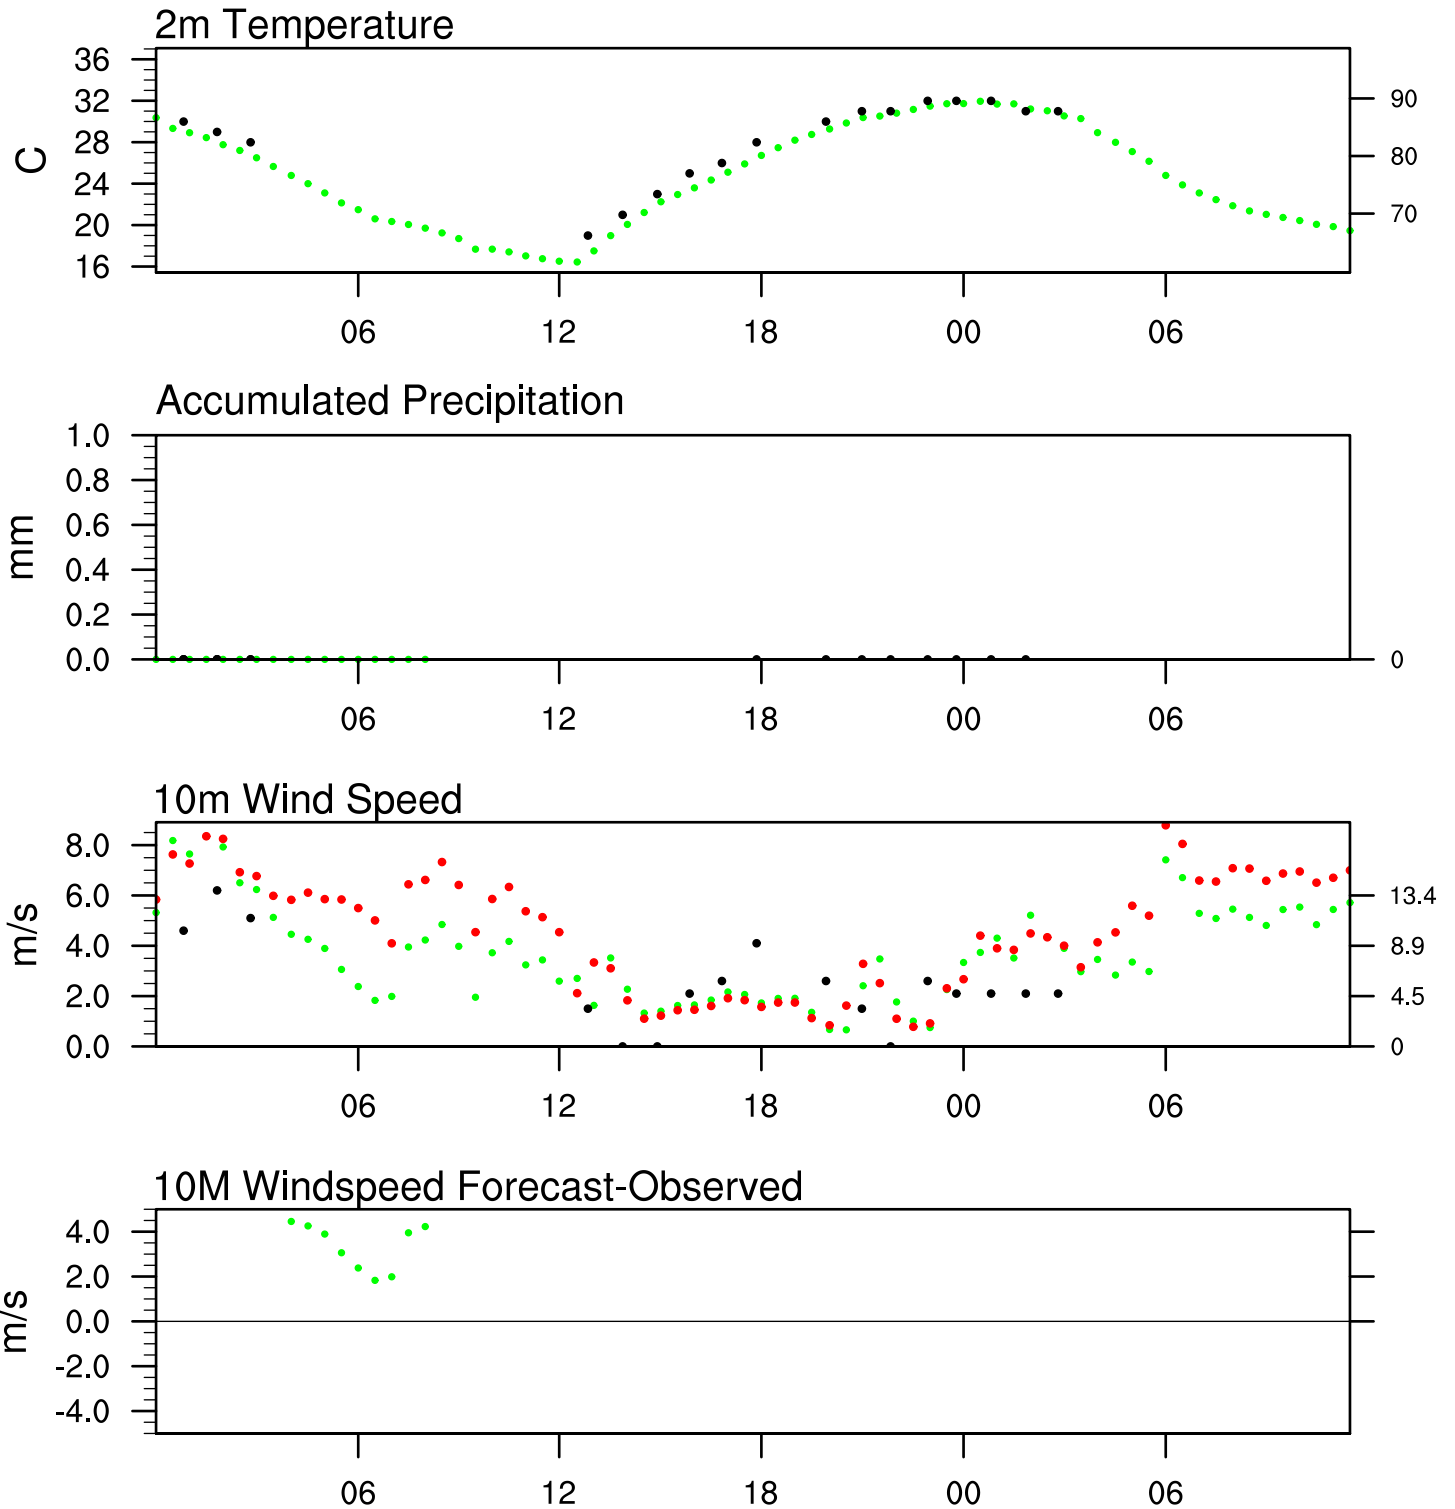 2m Temperature
36
32
28
24
20
16
C
90
80
70
06 12 18 00 06
Accumulated Precipitation
1.0
0.8
0.6
0.4
0.2
0.0
mm
0
06 12 18 00 06
10m Wind Speed
8.0
6.0
4.0
2.0
0.0
m/s
13.4
8.9
4.5
0
06 12 18 00 06
10M Windspeed Forecast-Observed
4.0
2.0
0.0
-2.0
-4.0
m/s
06 12 18 00 06